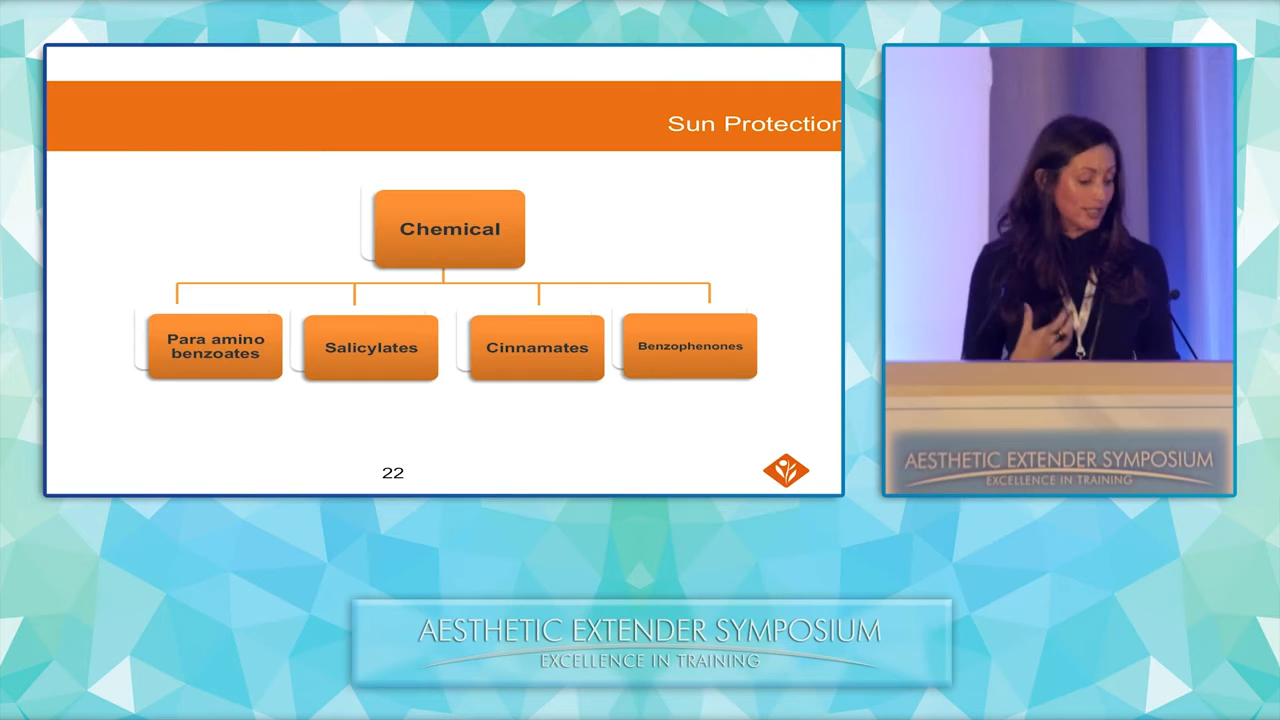 Sun Protection
Chemical
Para amino
benzoates
Salicylates
Cinnamates
Benzophenones
22
AESTHETIC EXTENDER SYMPOSIUM
EXCELLENCE IN TRAINING
AESTHETIC EXTENDER SYMPOSIUM
EXCELLENCE IN TRAINING